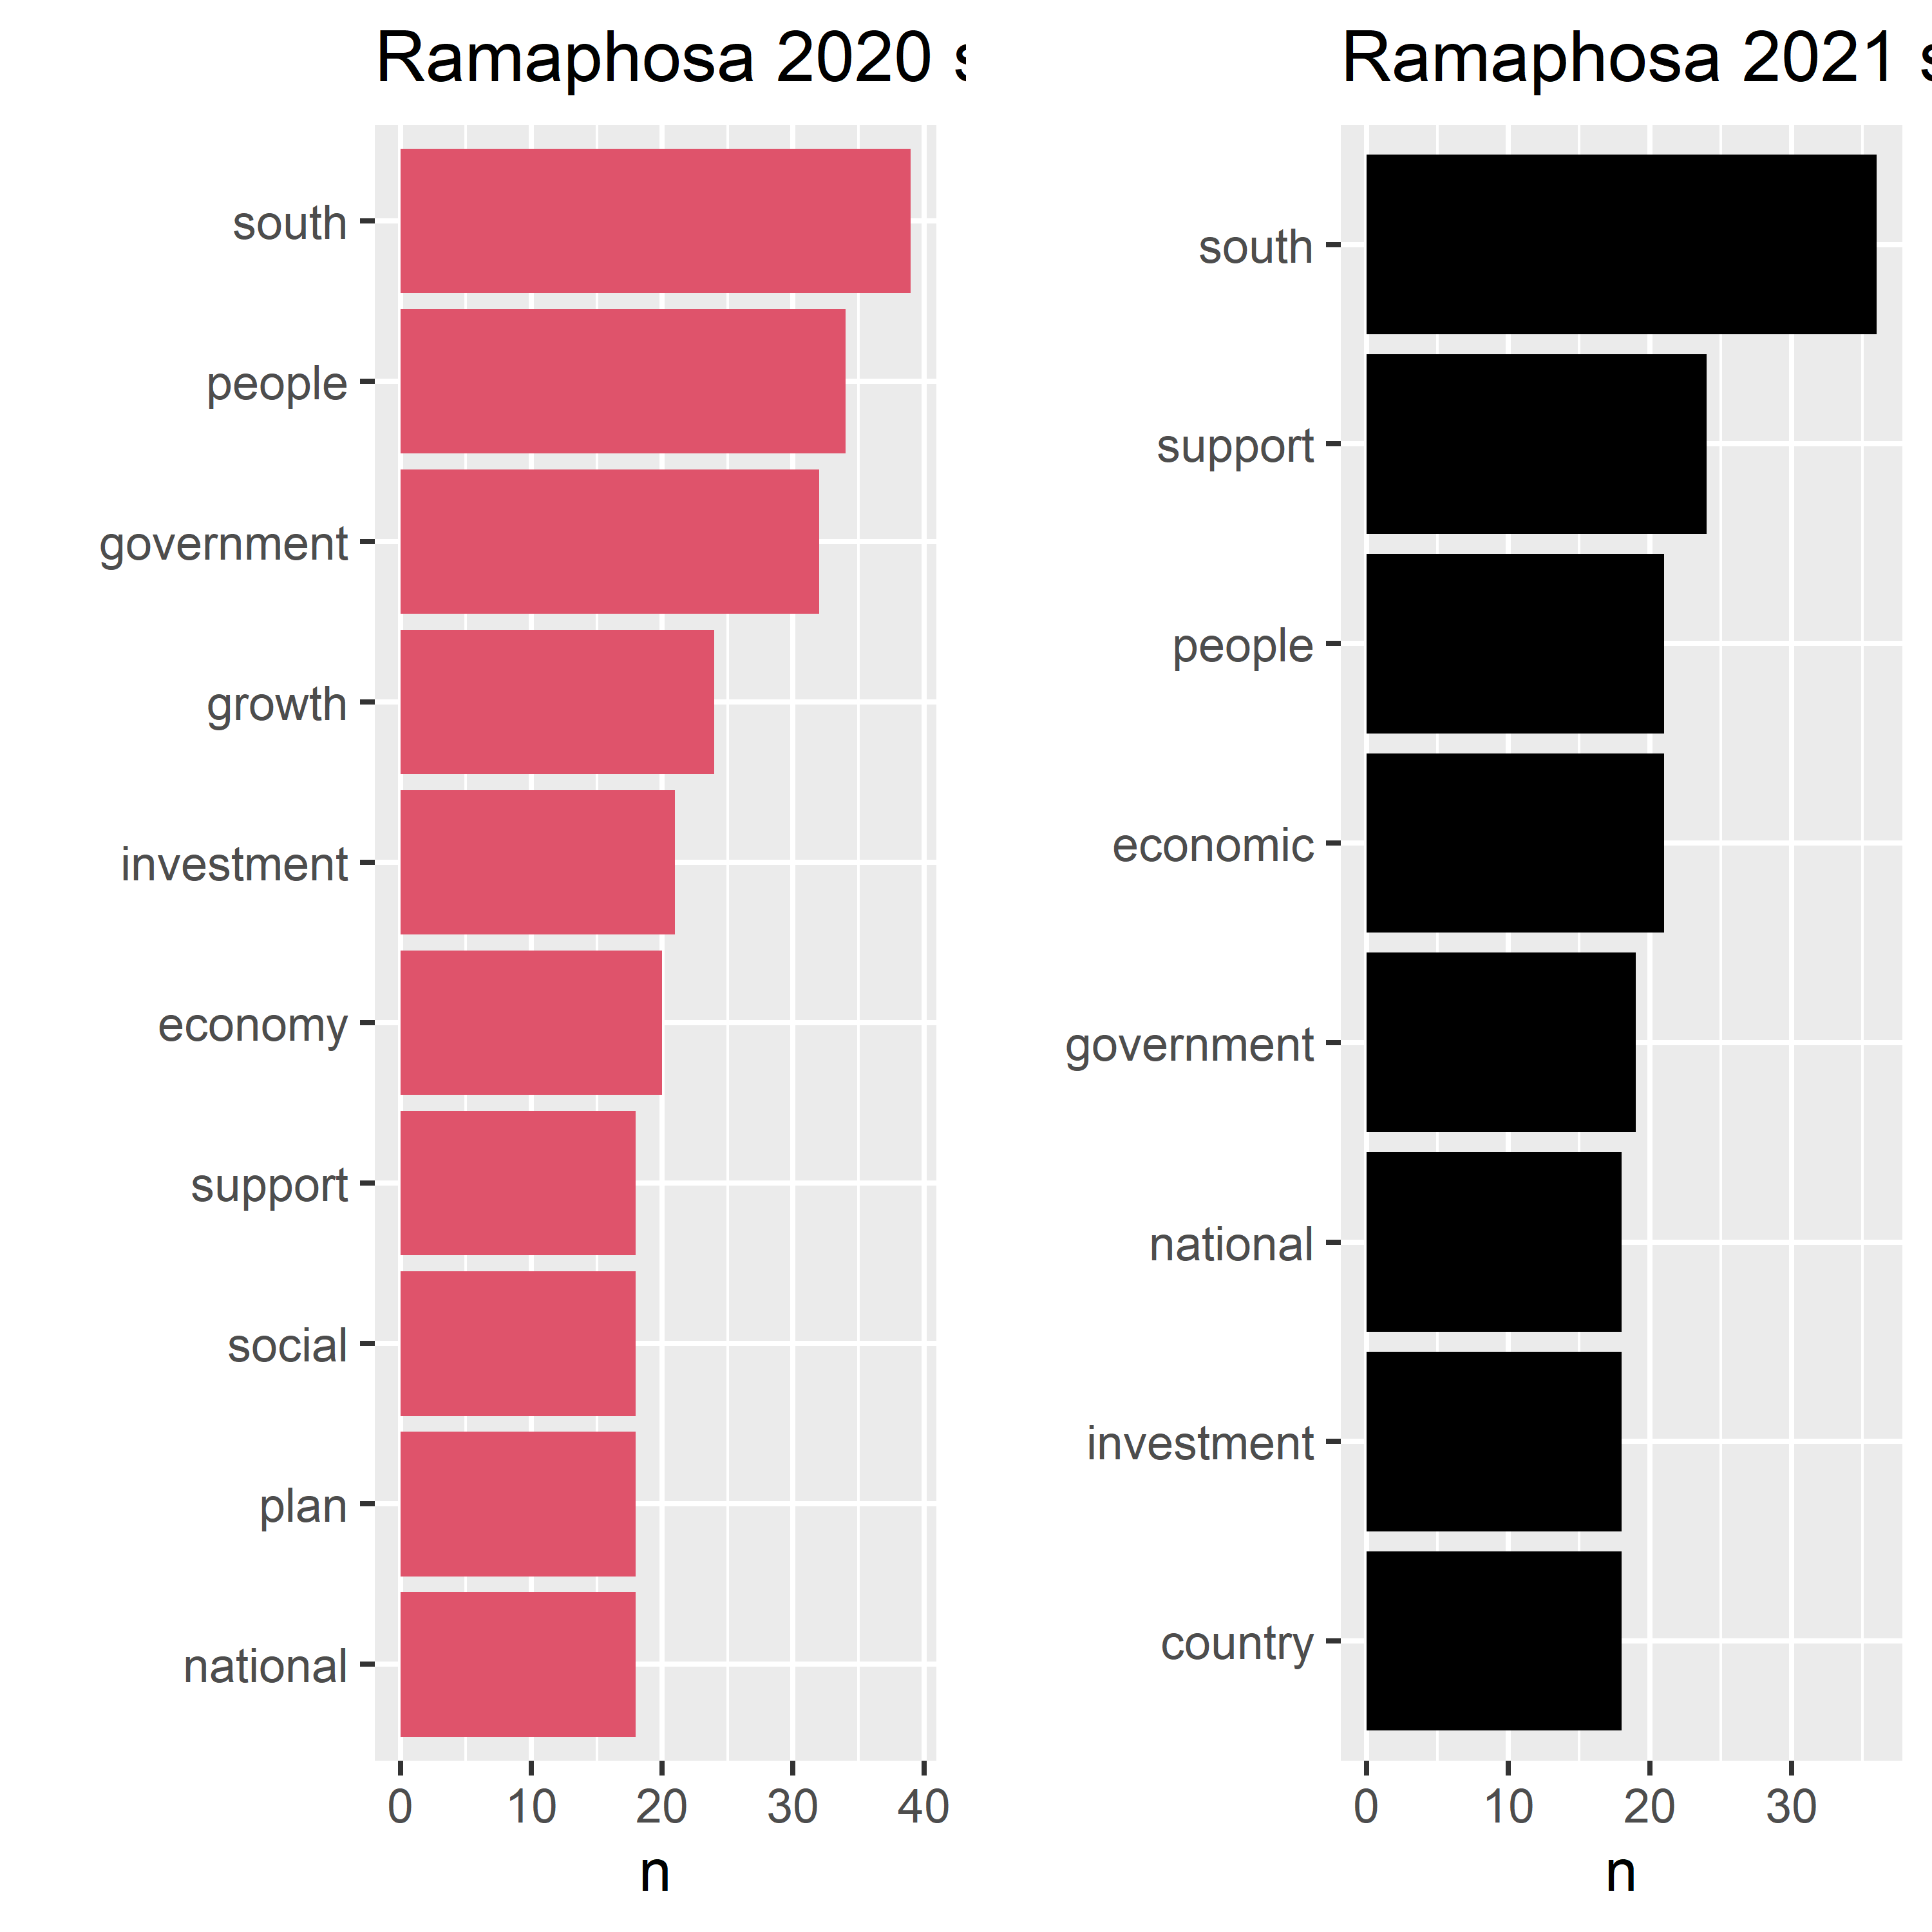 Ramaphosa 2020 s
south
people
government
growth
investment
economy
support
social
plan
national
0 10 20 30 40
n
Ramaphosa 2021 s
south
support
people
economic
government
national
investment
country
0 10 20 30
n